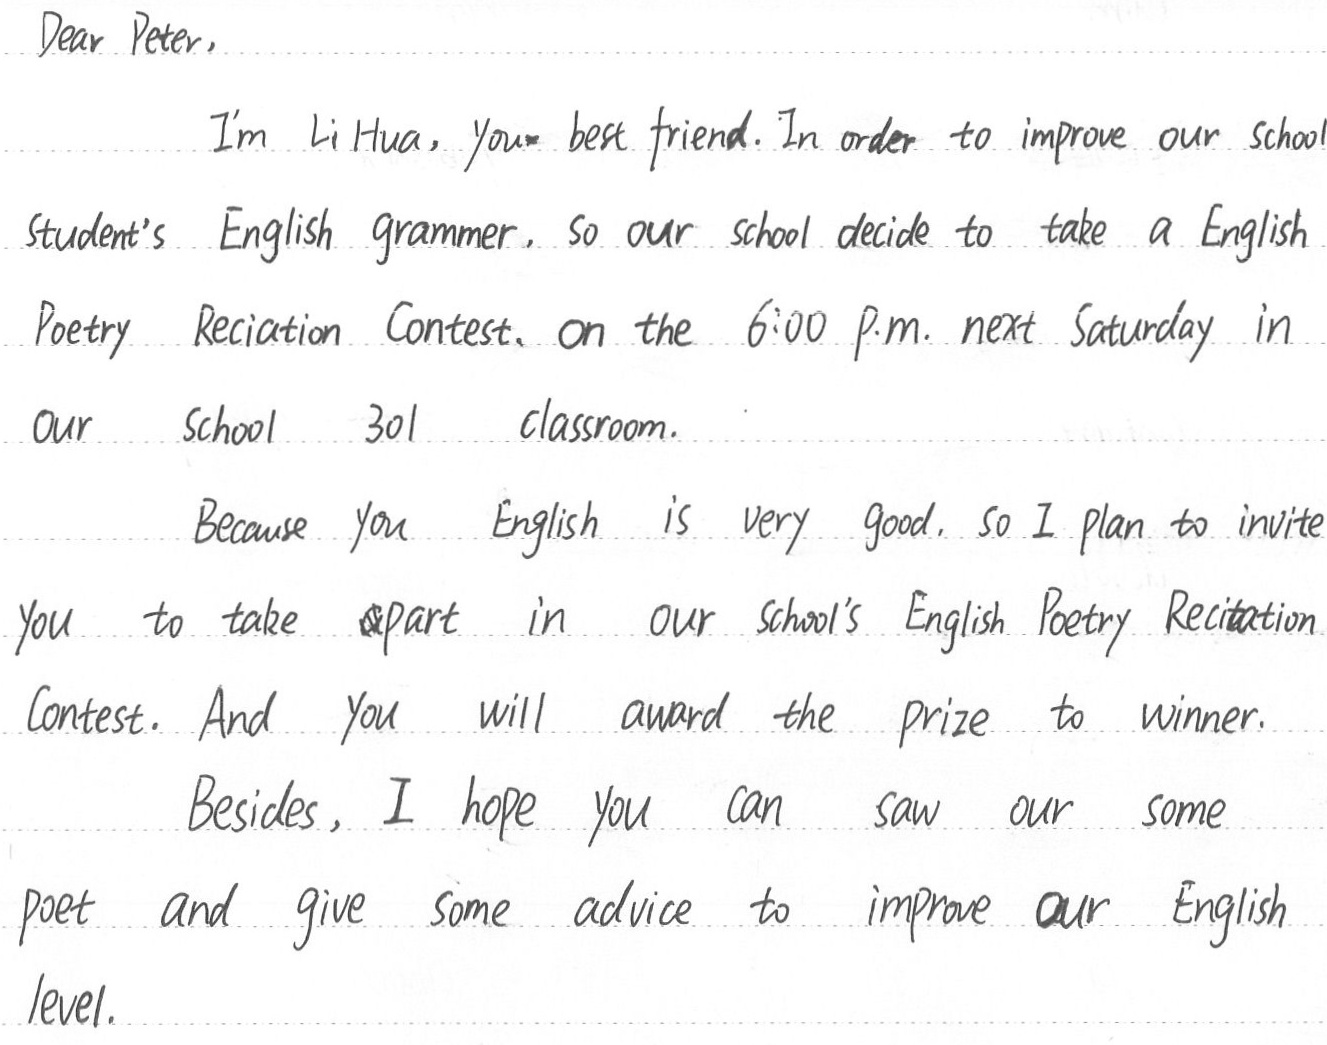 Dear Peter,
I'm Li Hua, your best friend. In order to improve our school
student's English grammer. so our school decide to take a English
Poetry Reciation Contest. on the 6:00 p.m. next Saturday in
our school 301 classroom.
Because you English is very good. so I plan to invite
you to take apart in our school's English Poetry Recitation
Contest. And you will award the prize to winner.
Besides, I hope you can saw our some
poet and give some advice to improve our English
level.